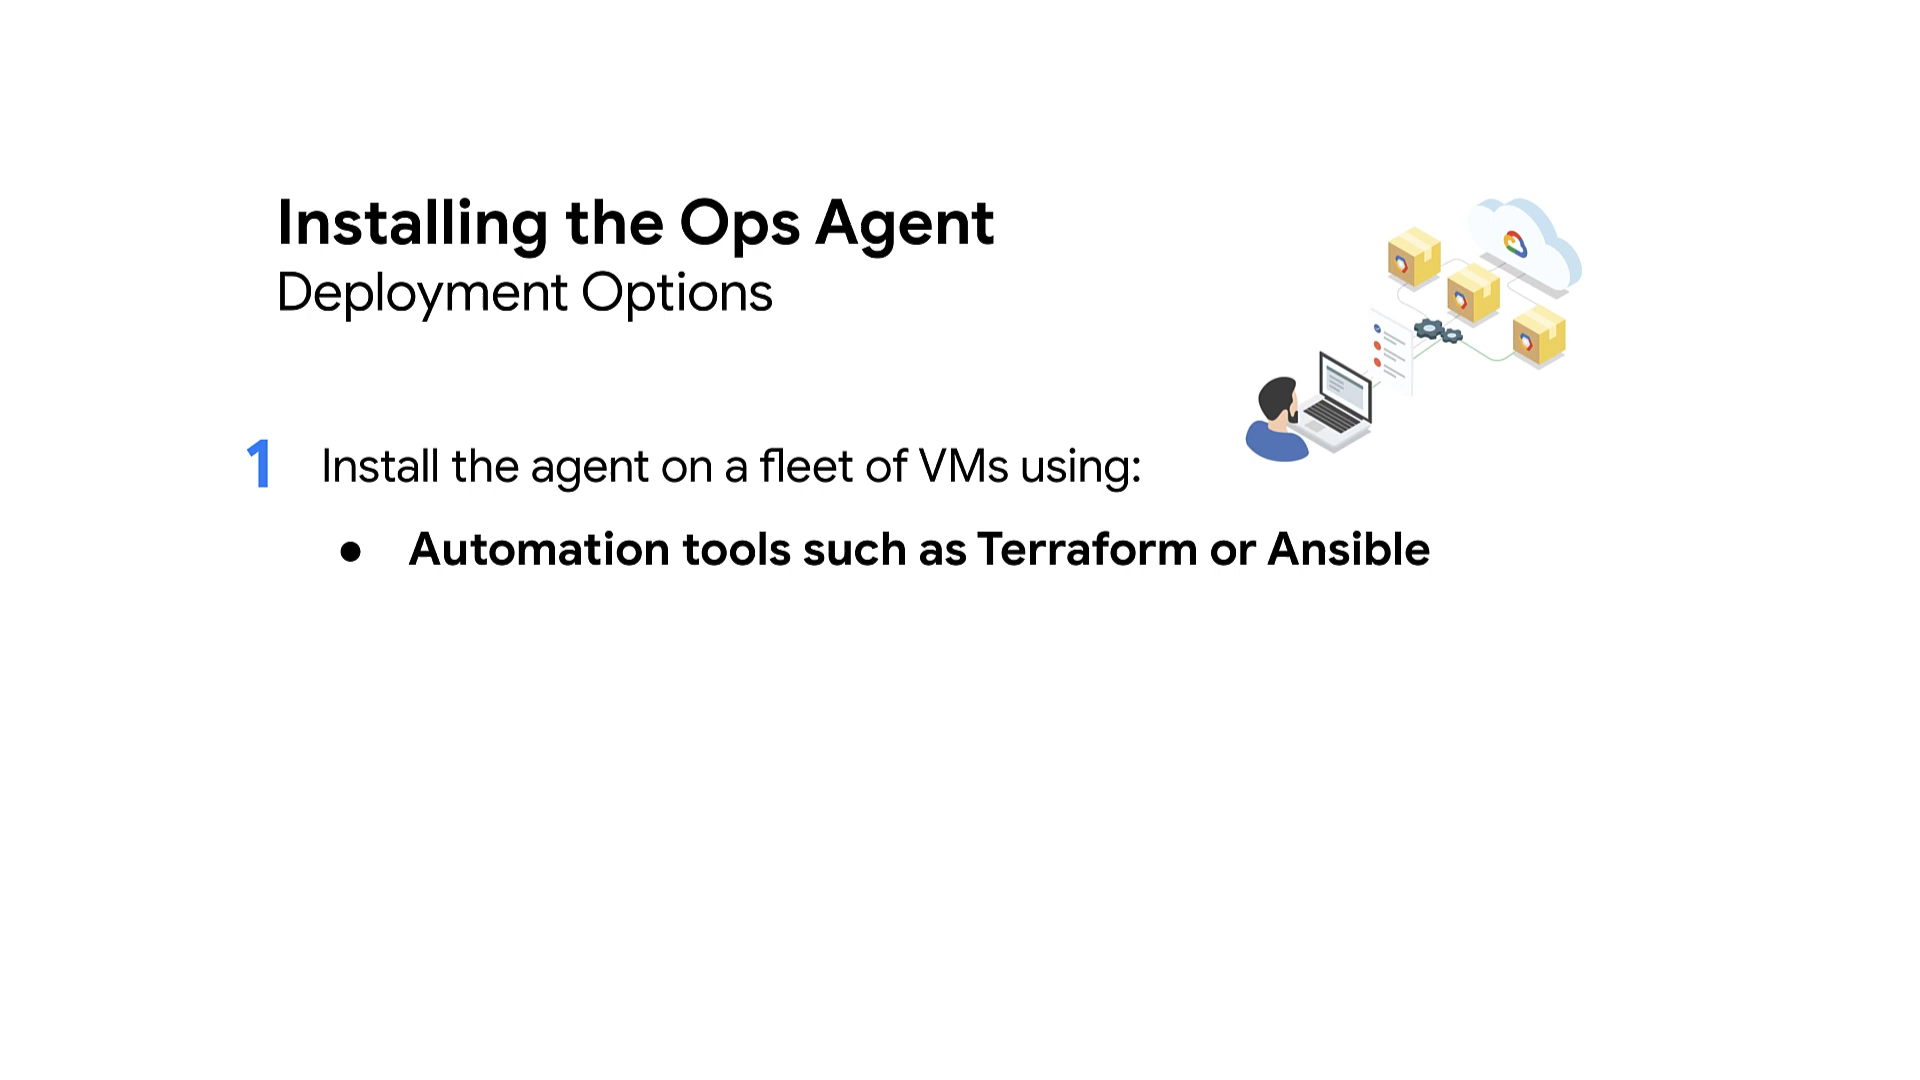 Installing the Ops Agent
Deployment Options
1 Install the agent on a fleet of VMs using:
● Automation tools such as Terraform or Ansible